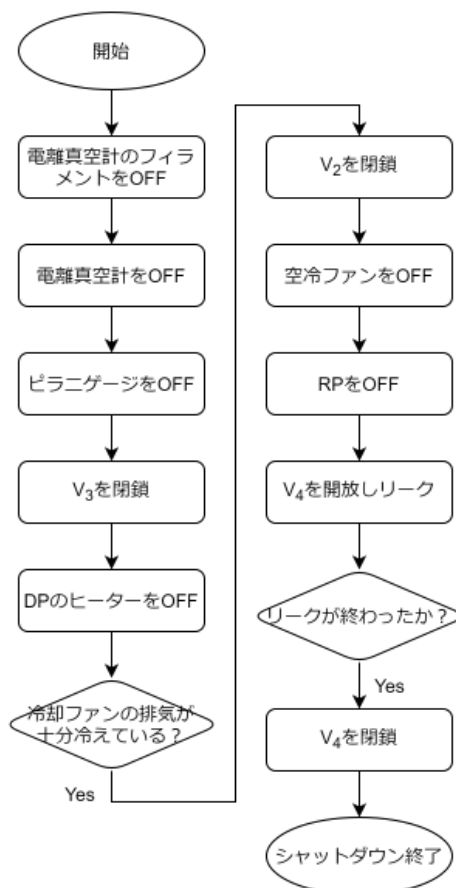 開始
電離真空計のフィラ
メントをOFF
電離真空計をOFF
ピラニゲージをOFF
V₃を閉鎖
DPのヒーターをOFF
冷却ファンの排気が
十分冷えている？
Yes
V₂を閉鎖
空冷ファンをOFF
RPをOFF
V₄を開放しリーク
リークが終わったか？
Yes
V₄を閉鎖
シャットダウン終了